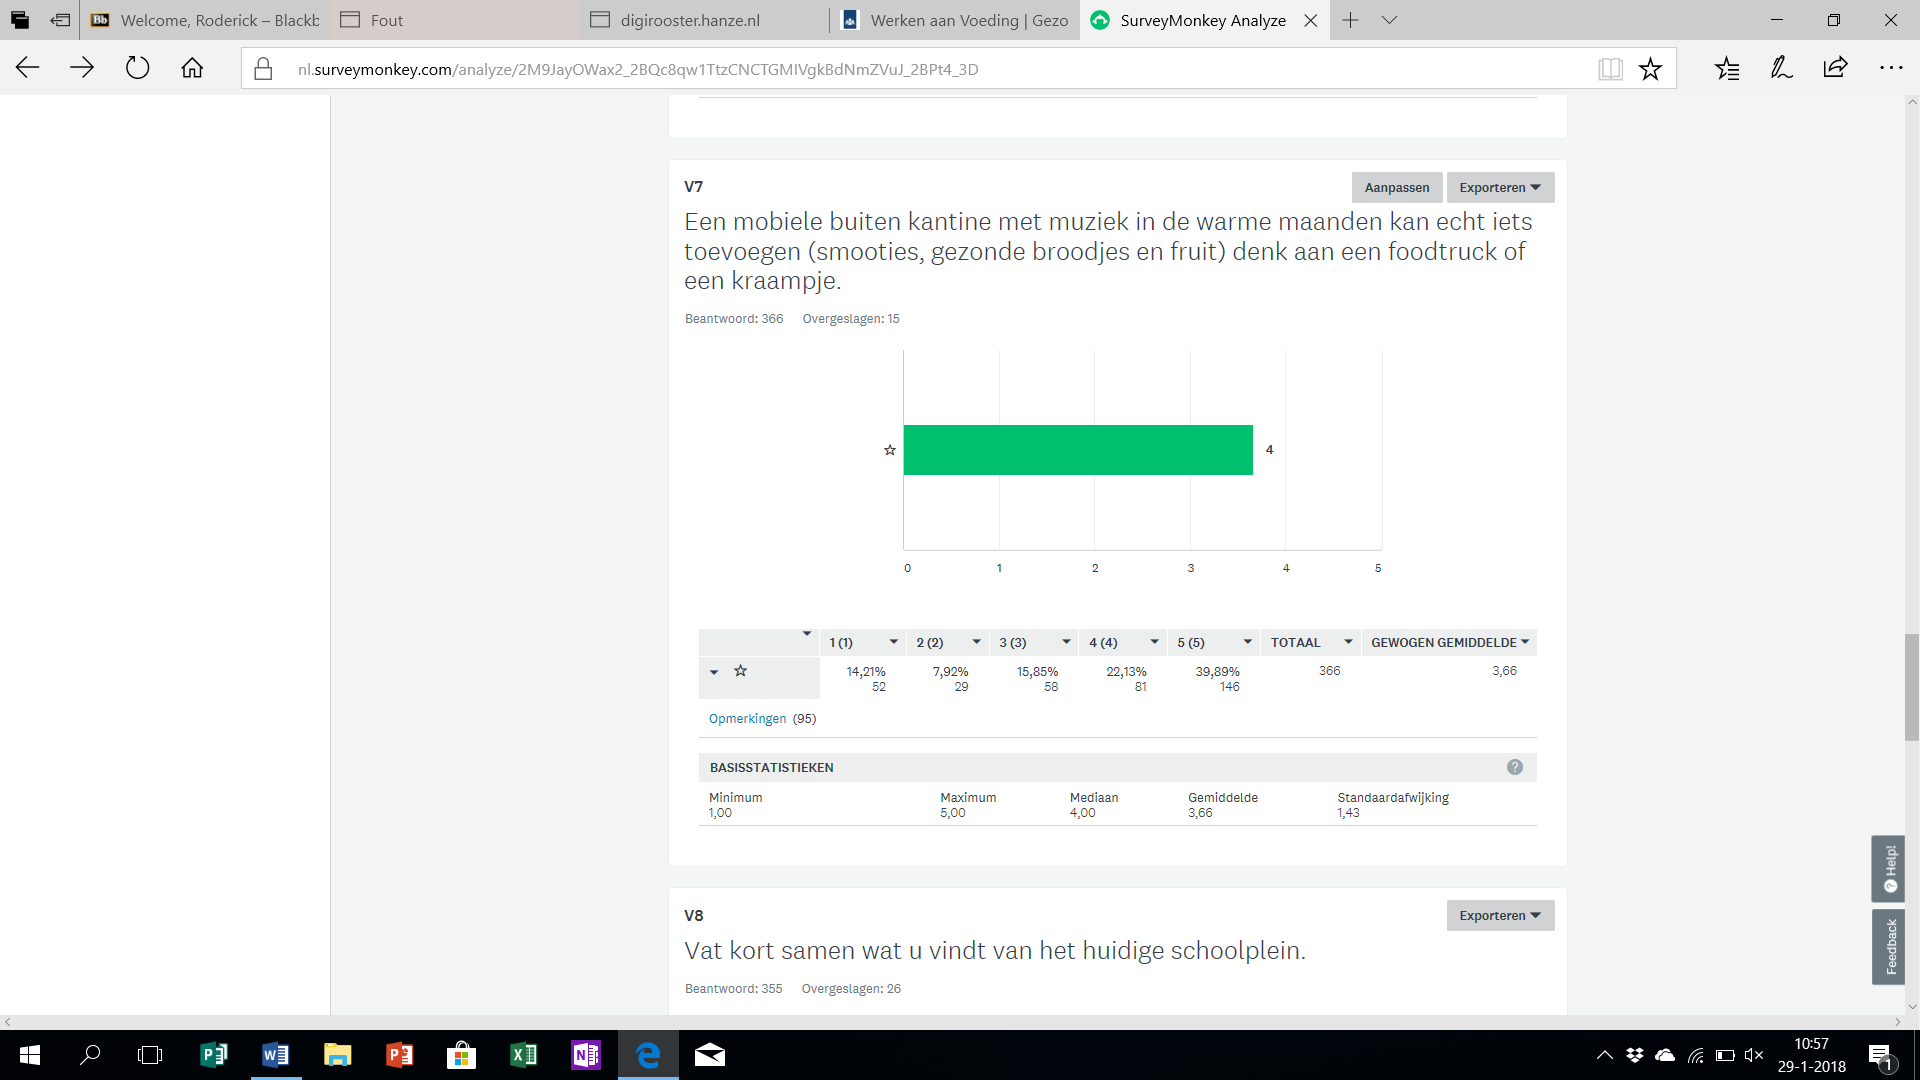 Welcome, Roderick – Blackb
Fout
digirooster.hanze.nl
Werken aan Voeding | Gezo
SurveyMonkey Analyze
nl.surveymonkey.com/analyze/2M9JayOWax2_2BQc8qw1TtzCNCTGMIVgkBdNmZVuJ_2BPt4_3D
V7
Aanpassen
Exporteren
Een mobiele buiten kantine met muziek in de warme maanden kan echt iets
toevoegen (smooties, gezonde broodjes en fruit) denk aan een foodtruck of
een kraampje.
Beantwoord: 366 Overgeslagen: 15
4
0 1 2 3 4 5
1 (1) 2 (2) 3 (3) 4 (4) 5 (5) TOTAAL GEWOGEN GEMIDDELDE
14,21% 7,92% 15,85% 22,13% 39,89% 366 3,66
52 29 58 81 146
Opmerkingen (95)
BASISSTATISTIEKEN ?
Minimum Maximum Mediaan Gemiddelde Standaardafwijking
1,00 5,00 4,00 3,66 1,43
? Help!
Feedback
V8
Exporteren
Vat kort samen wat u vindt van het huidige schoolplein.
Beantwoord: 355 Overgeslagen: 26
10:57
29-1-2018
1